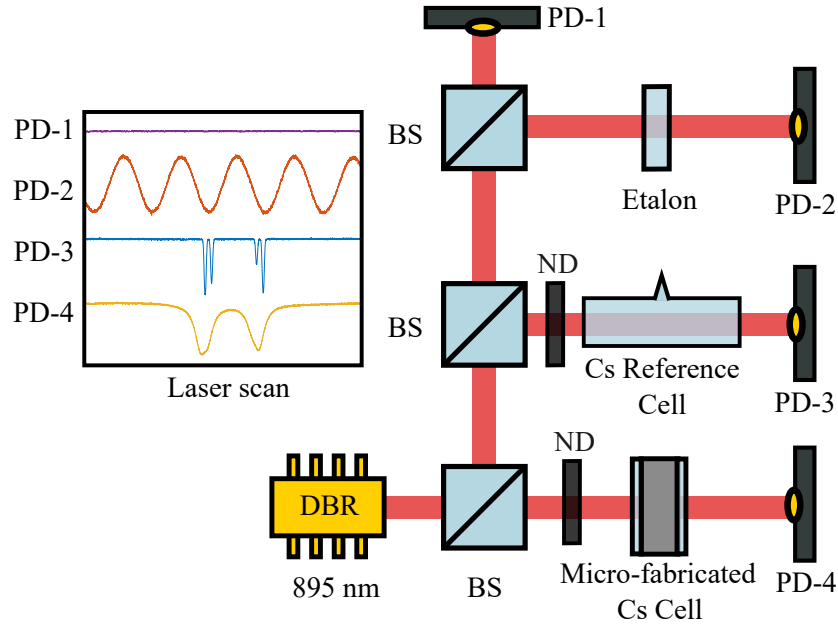 PD-1
BS
Etalon
PD-2
PD-1
PD-2
PD-3
PD-4
Laser scan
ND
BS
Cs Reference
Cell
PD-3
ND
DBR
895 nm
BS
Micro-fabricated
Cs Cell
PD-4